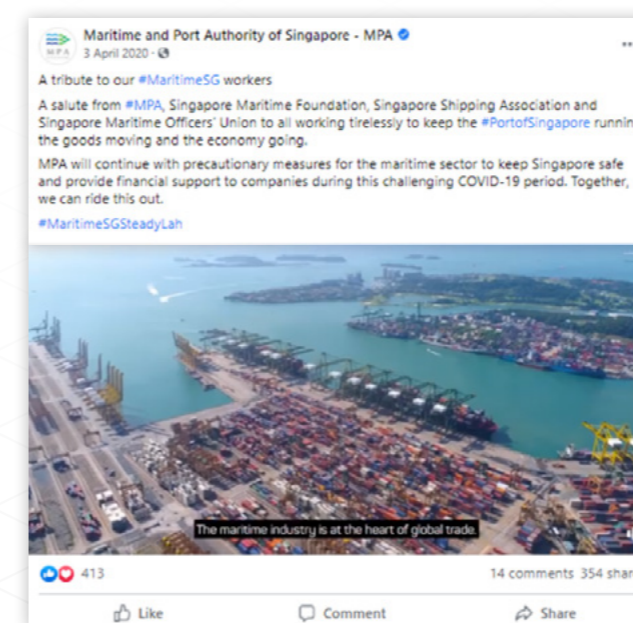 Maritime and Port Authority of Singapore - MPA
MPA
3 April 2020 ·
A tribute to our #MaritimeSG workers
A salute from #MPA, Singapore Maritime Foundation, Singapore Shipping Association and
Singapore Maritime Officers' Union to all working tirelessly to keep the #PortofSingapore runnin
the goods moving and the economy going.
MPA will continue with precautionary measures for the maritime sector to keep Singapore safe
and provide financial support to companies during this challenging COVID-19 period. Together,
we can ride this out.
#MaritimeSGSteadyLah
The maritime industry is at the heart of global trade.
413
14 comments 354 shar
Like
Comment
Share